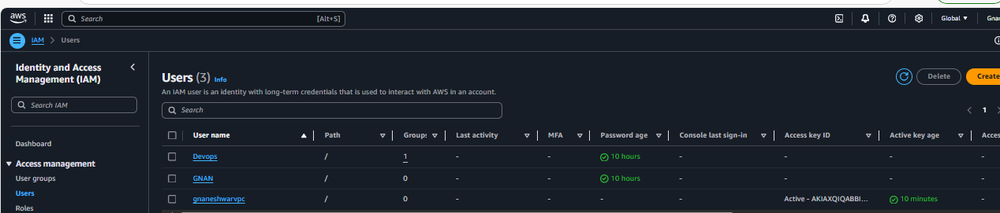 aws Search [Alt+S] Global Gna
IAM > Users
Identity and Access
Management (IAM)
Search IAM
Dashboard
Access management
User groups
Users
Roles
Users (3) Info
Delete Create
An IAM user is an identity with long-term credentials that is used to interact with AWS in an account.
Search
1
User name Path Groups Last activity MFA Password age Console last sign-in Access key ID Active key age Acces
Devops / 1 - - 10 hours - - - -
GNAN / 0 - - 10 hours - - - -
gnaneshwarvpc / 0 - - - - Active - AKIAXQIQABBI... 10 minutes -